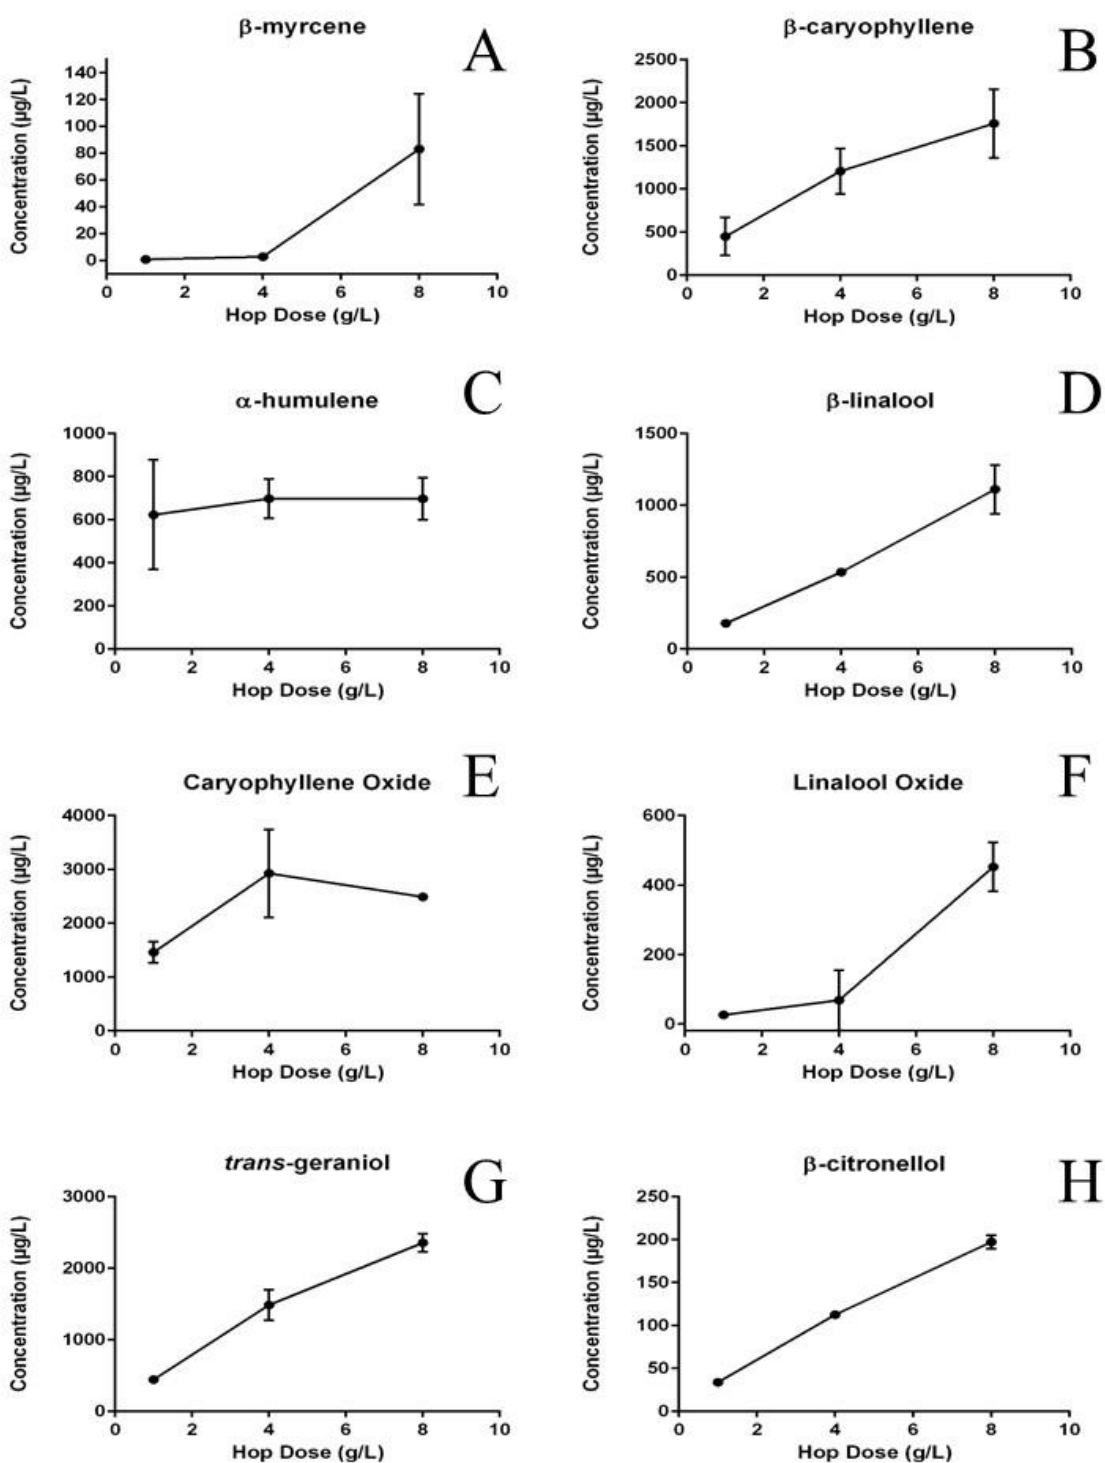 β-myrcene
A
Concentration (µg/L)
140
120
100
80
60
40
20
0
0 2 4 6 8 10
Hop Dose (g/L)
β-caryophyllene
B
Concentration (µg/L)
2500
2000
1500
1000
500
0
0 2 4 6 8 10
Hop Dose (g/L)
α-humulene
C
Concentration (µg/L)
1000
800
600
400
200
0
0 2 4 6 8 10
Hop Dose (g/L)
β-linalool
D
Concentration (µg/L)
1500
1000
500
0
0 2 4 6 8 10
Hop Dose (g/L)
Caryophyllene Oxide
E
Concentration (µg/L)
4000
3000
2000
1000
0
0 2 4 6 8 10
Hop Dose (g/L)
Linalool Oxide
F
Concentration (µg/L)
600
400
200
0
0 2 4 6 8 10
Hop Dose (g/L)
trans-geraniol
G
Concentration (µg/L)
3000
2000
1000
0
0 2 4 6 8 10
Hop Dose (g/L)
β-citronellol
H
Concentration (µg/L)
250
200
150
100
50
0
0 2 4 6 8 10
Hop Dose (g/L)